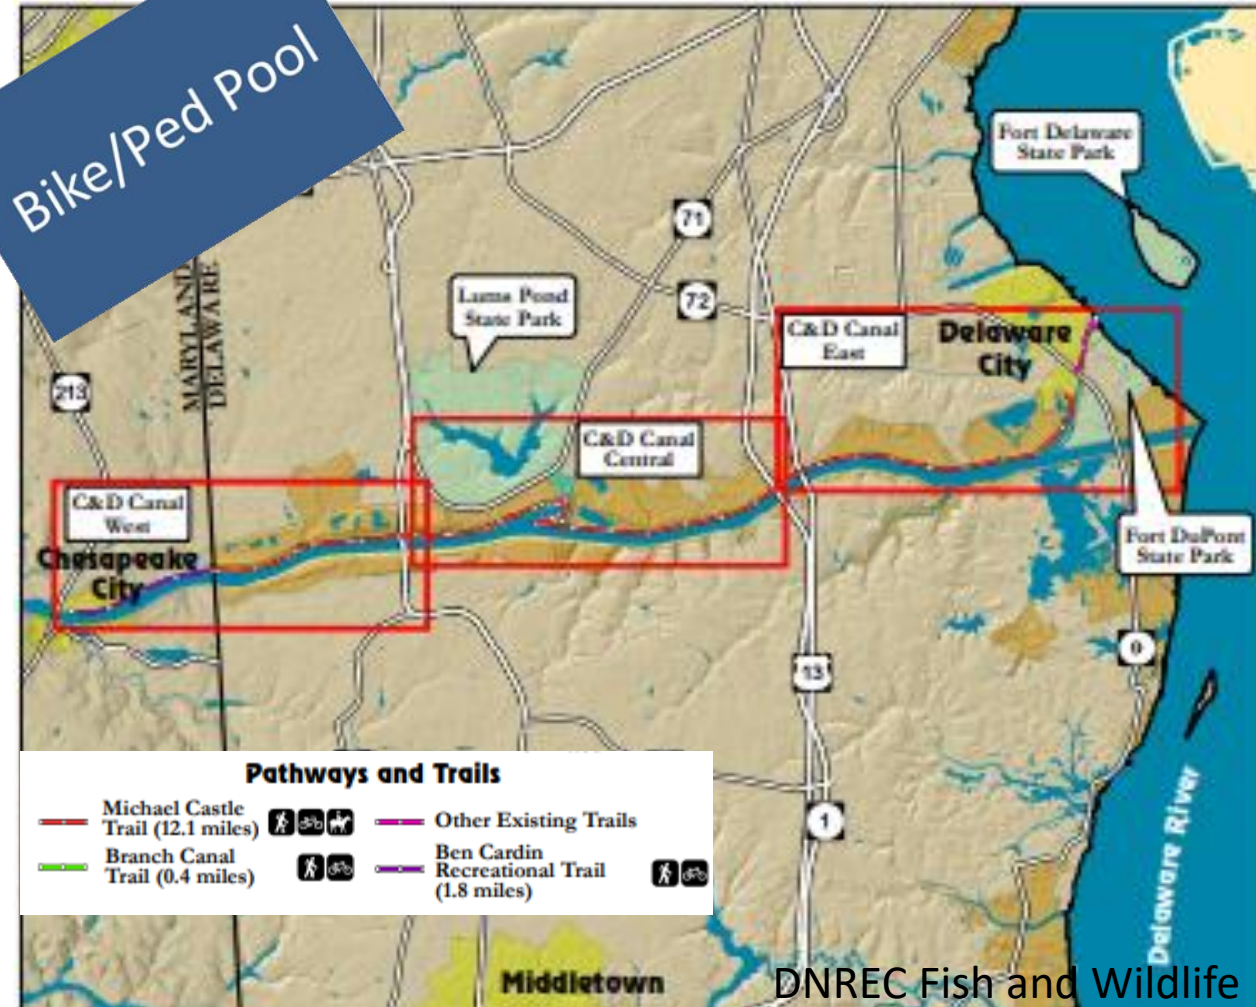 Bike/Ped Pool
Fort Delaware
State Park
71
Lums Pond
State Park
72
MARYLAND
DELAWARE
C&D Canal
East
Delaware
City
213
C&D Canal
Central
C&D Canal
West
Chesapeake
City
Fort DuPont
State Park
9
13
Pathways and Trails
Michael Castle
Trail (12.1 miles)
Other Existing Trails
Branch Canal
Trail (0.4 miles)
Ben Cardin
Recreational Trail
(1.8 miles)
1
Delaware River
Middletown
DNREC Fish and Wildlife